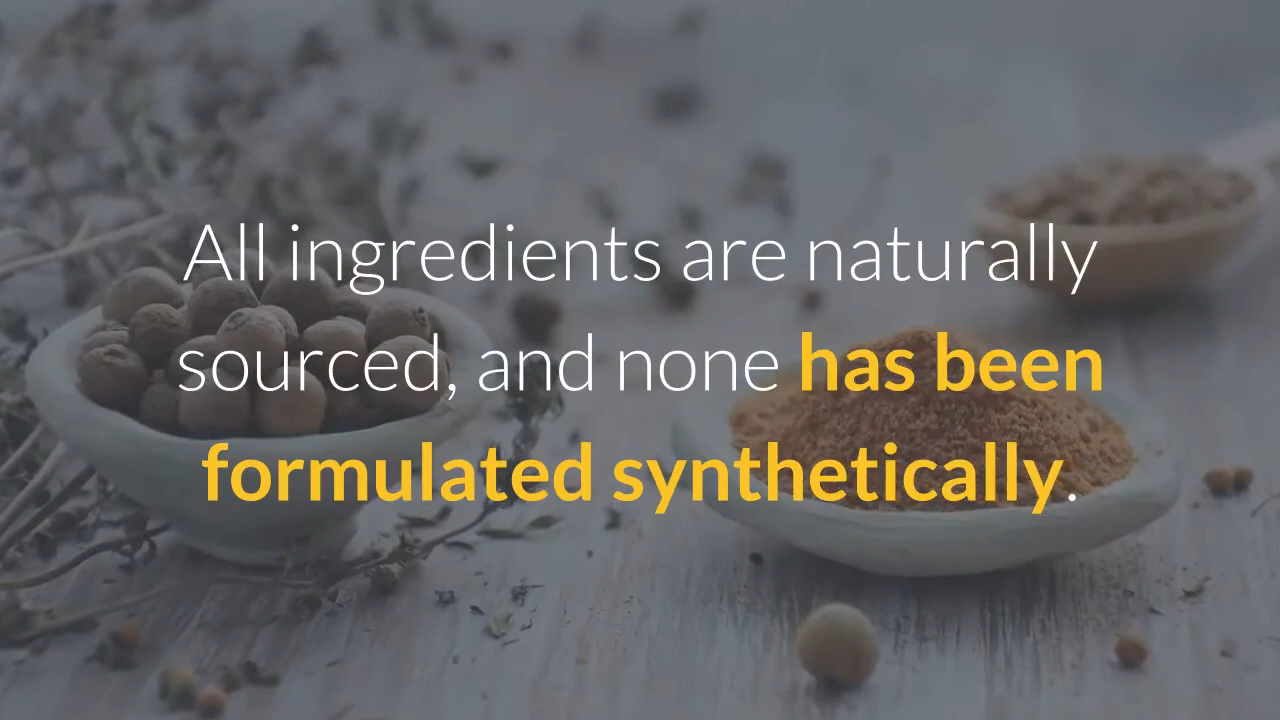 All ingredients are naturally
sourced, and none has been
formulated synthetically.